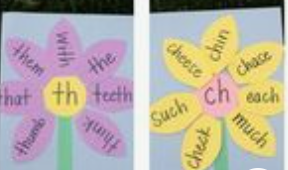 th
with
the
teeth
think
thumb
that
them
ch
chin
chase
each
much
check
such
cheese